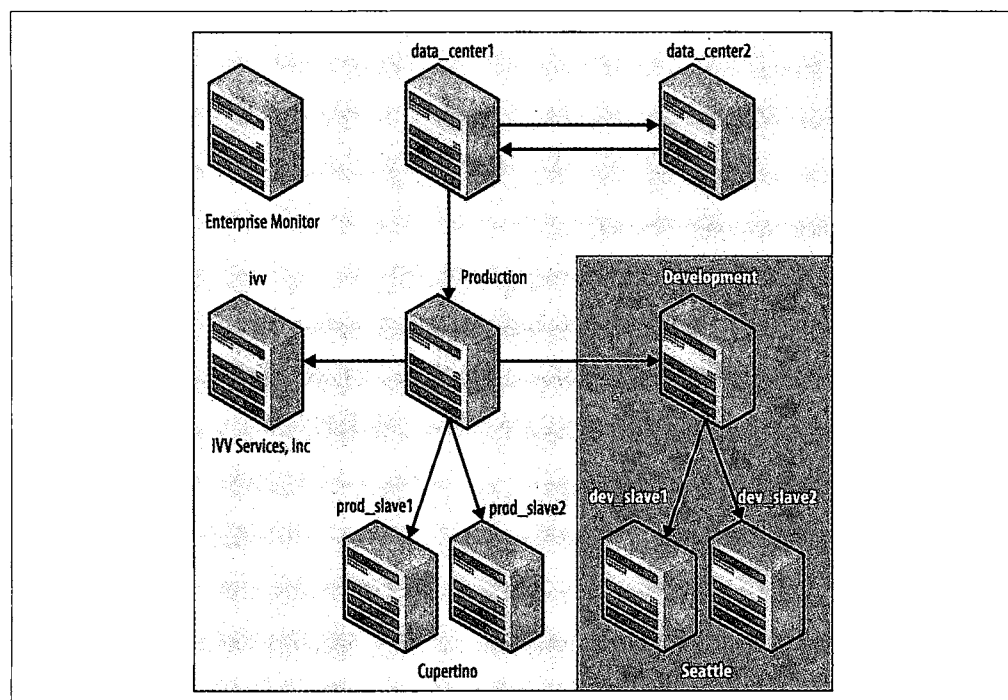 data_center1
data_center2
Enterprise Monitor
ivv
Production
Development
IVV Services, Inc
prod_slave1
prod_slave2
dev_slave1
dev_slave2
Cupertino
Seattle